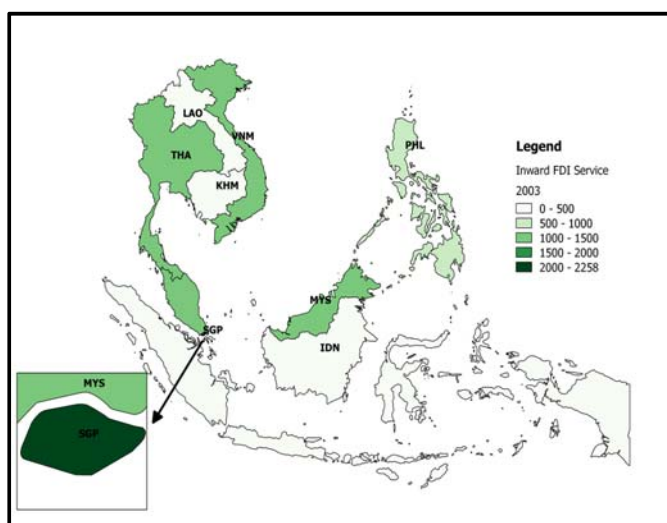 LAO
VNM
THA
KHM
PHL
MYS
SGP
IDN
Legend
Inward FDI Service
2003
0 - 500
500 - 1000
1000 - 1500
1500 - 2000
2000 - 2258
MYS
SGP